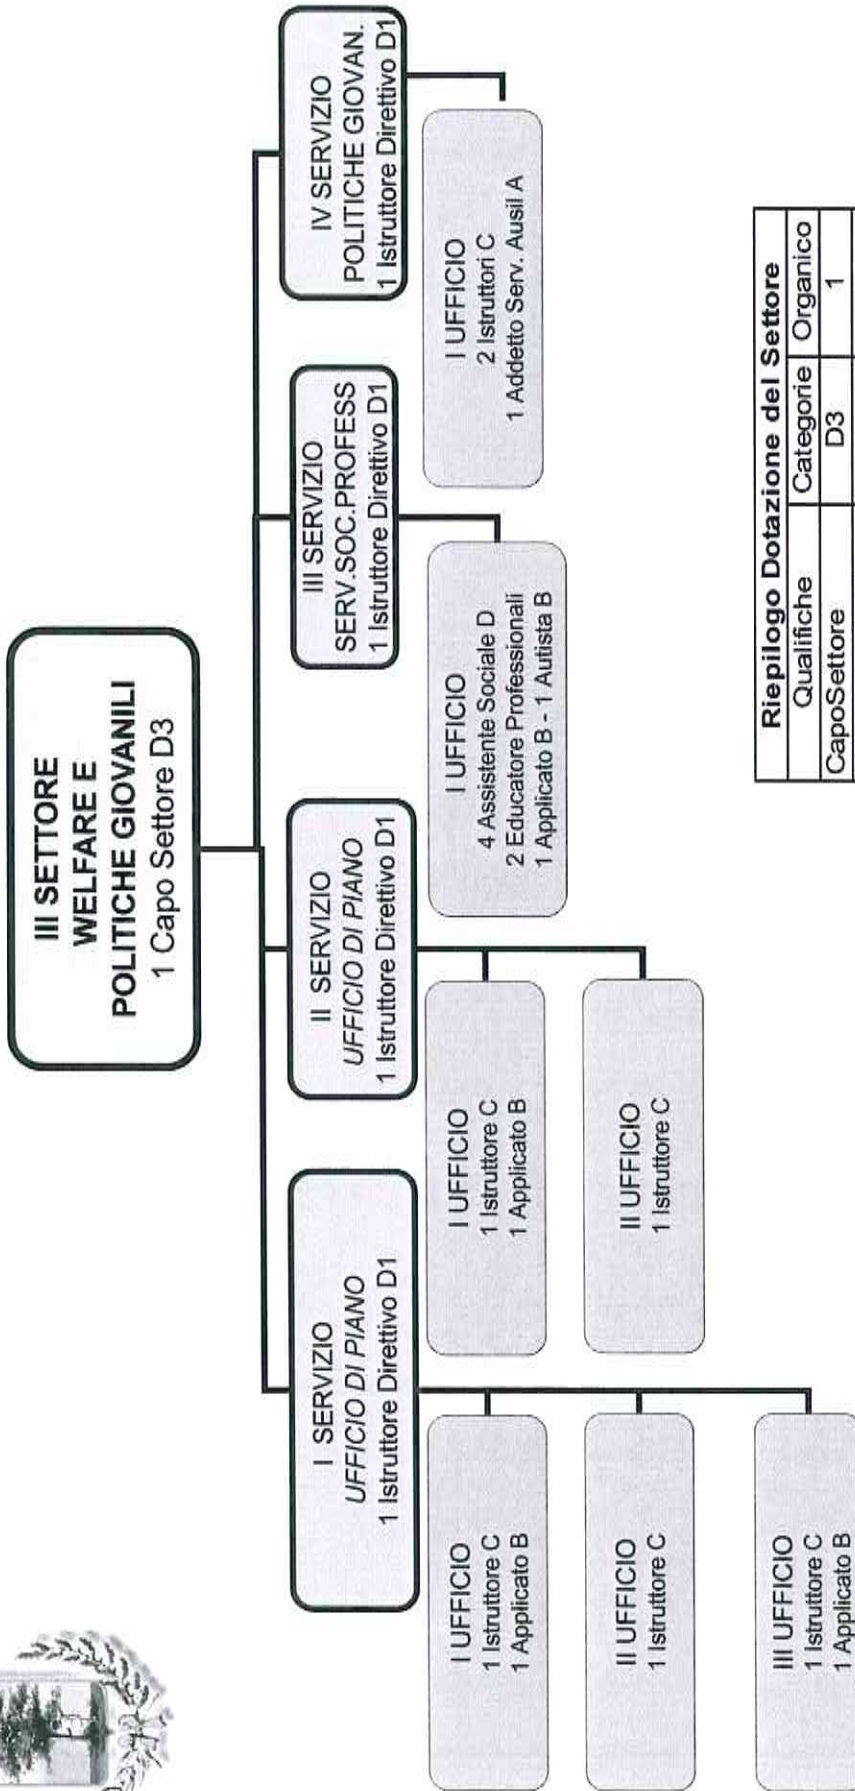 III SETTORE
WELFARE E
POLITICHE GIOVANILI
1 Capo Settore D3
I SERVIZIO
UFFICIO DI PIANO
1 Istruttore Direttivo D1
I UFFICIO
1 Istruttore C
1 Applicato B
II UFFICIO
1 Istruttore C
III UFFICIO
1 Istruttore C
1 Applicato B
II SERVIZIO
UFFICIO DI PIANO
1 Istruttore Direttivo D1
I UFFICIO
1 Istruttore C
1 Applicato B
II UFFICIO
1 Istruttore C
III SERVIZIO
SERV.SOC.PROFESS
1 Istruttore Direttivo D1
I UFFICIO
4 Assistente Sociale D
2 Educatore Professionali
1 Applicato B - 1 Autista B
IV SERVIZIO
POLITICHE GIOVAN.
1 Istruttore Direttivo D1
I UFFICIO
2 Istruttori C
1 Addetto Serv. Ausil A
Riepilogo Dotazione del Settore
Qualifiche Categorie Organico
CapoSettore D3 1